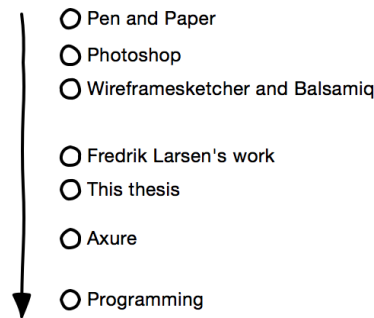 Pen and Paper
Photoshop
Wireframesketcher and Balsamiq
Fredrik Larsen's work
This thesis
Axure
Programming